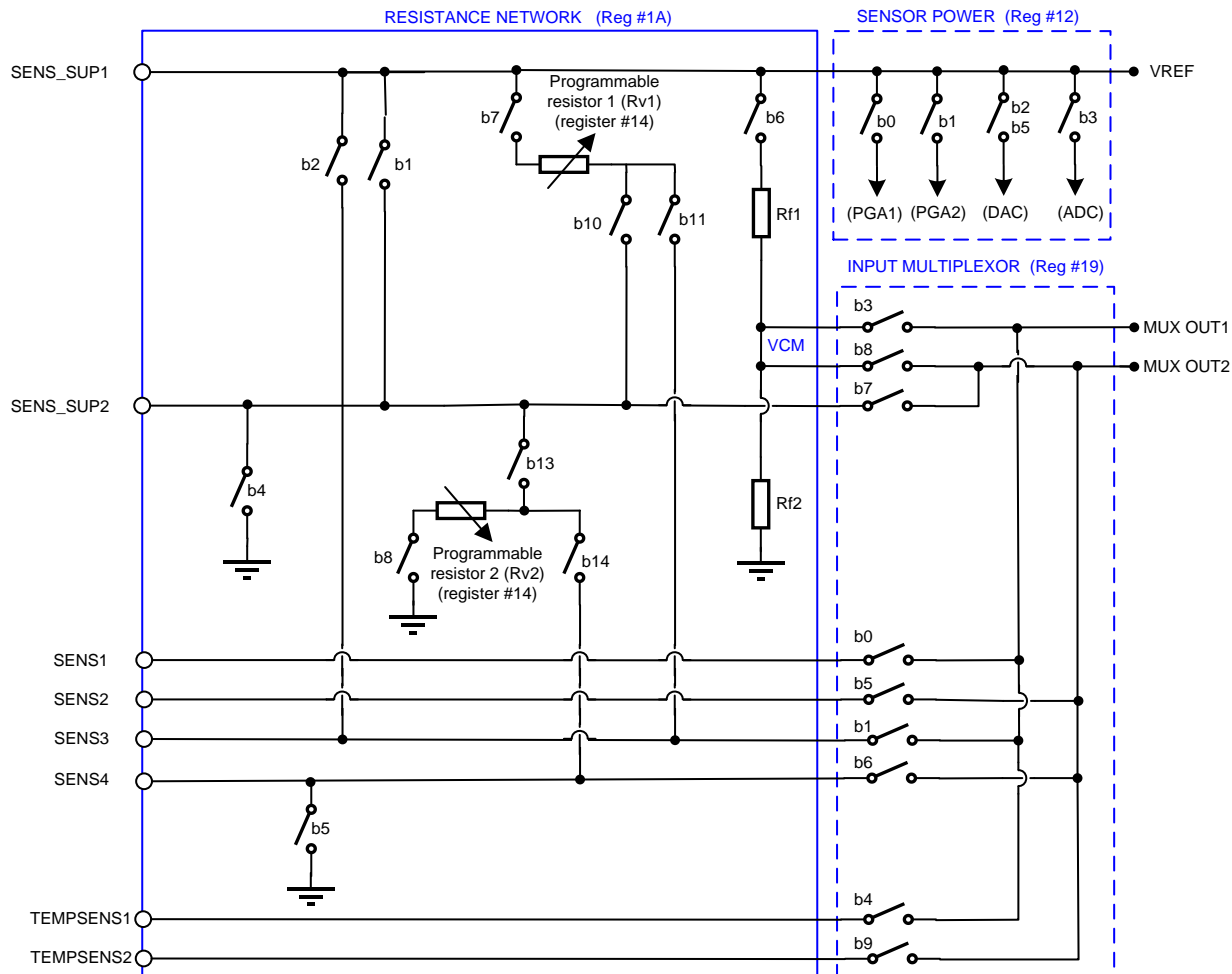 RESISTANCE NETWORK (Reg #1A)
SENSOR POWER (Reg #12)
SENS_SUP1
VREF
Programmable
resistor 1 (Rv1)
(register #14)
b7
b6
b0
b1
b2
b5
b3
b2
b1
b10
b11
Rf1
(PGA1)
(PGA2)
(DAC)
(ADC)
INPUT MULTIPLEXOR (Reg #19)
b3
MUX OUT1
VCM
b8
MUX OUT2
b7
SENS_SUP2
b13
b4
Rf2
b8
Programmable
resistor 2 (Rv2)
(register #14)
b14
b0
SENS1
b5
SENS2
b1
SENS3
b6
SENS4
b5
b4
TEMPSENS1
b9
TEMPSENS2